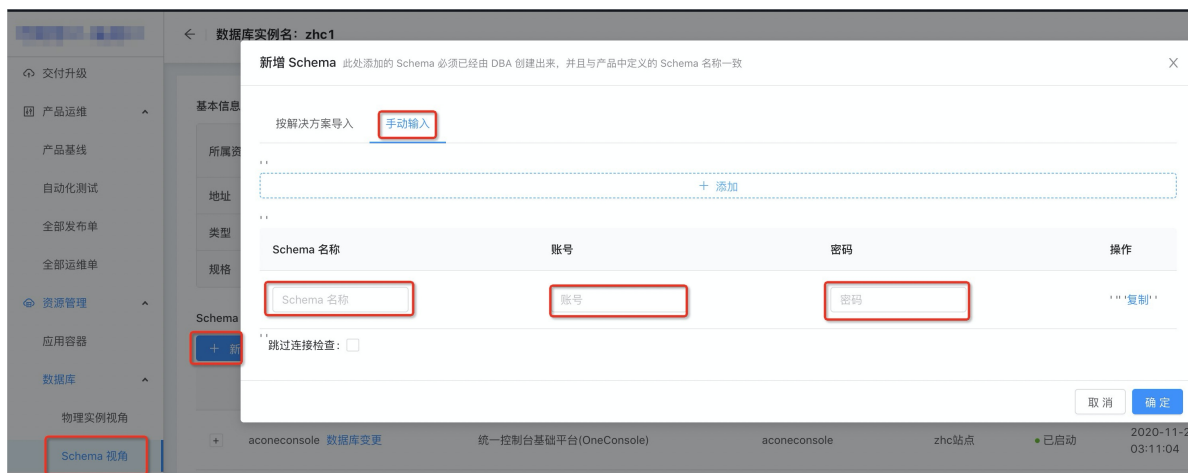 数据库实例名：zhc1
交付升级
产品运维
产品基线
自动化测试
全部发布单
全部运维单
资源管理
应用容器
数据库
物理实例视角
Schema 视角
基本信息
所属资
地址
类型
规格
Schema
+ 新
新增 Schema 此处添加的 Schema 必须已经由 DBA 创建出来，并且与产品中定义的 Schema 名称一致
按解决方案导入 手动输入
' '
+ 添加
' '
Schema 名称 账号 密码 操作
Schema 名称 账号 密码 ' '' '复制' '
' '
跳过连接检查：
取消 确定
+ aconeconsole 数据库变更 统一控制台基础平台(OneConsole) aconeconsole zhc站点 已启动 2020-11-2
03:11:04